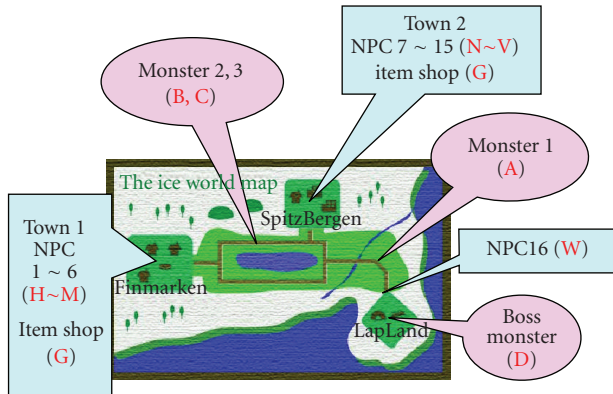 Town 2
NPC 7 ~ 15 (N~V)
item shop (G)
Monster 2, 3
(B, C)
Monster 1
(A)
The ice world map
SpitzBergen
Town 1
NPC
1 ~ 6
(H~M)
Item shop
(G)
Finmarken
NPC16 (W)
LapLand
Boss
monster
(D)